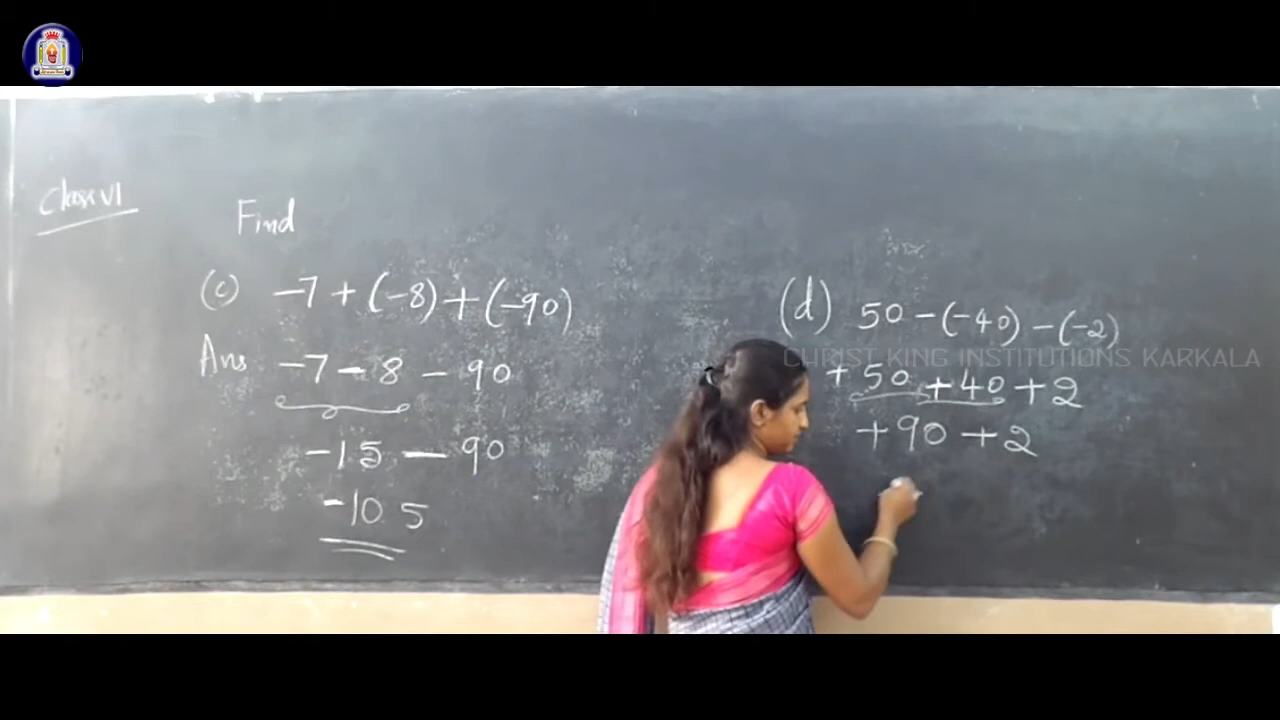 Class VI
Find
(c) -7 + (-8) + (-90)
Ans -7 - 8 - 90
-15 - 90
-105
(d) 50 - (-40) - (-2)
CHRIST KING INSTITUTIONS KARKALA
+ 50 + 40 + 2
+ 90 + 2